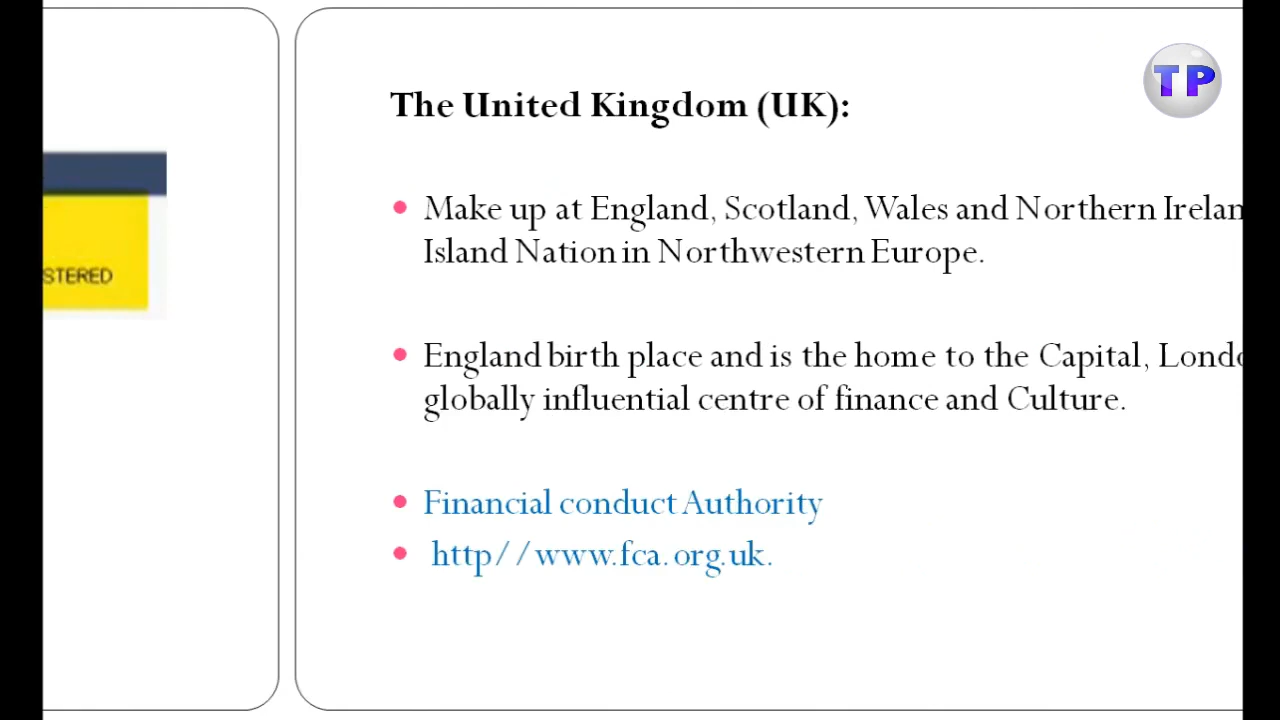 TP
The United Kingdom (UK):
STERED
Make up at England, Scotland, Wales and Northern Irelan
Island Nation in Northwestern Europe.
England birth place and is the home to the Capital, Londo
globally influential centre of finance and Culture.
Financial conduct Authority
http//www.fca.org.uk.